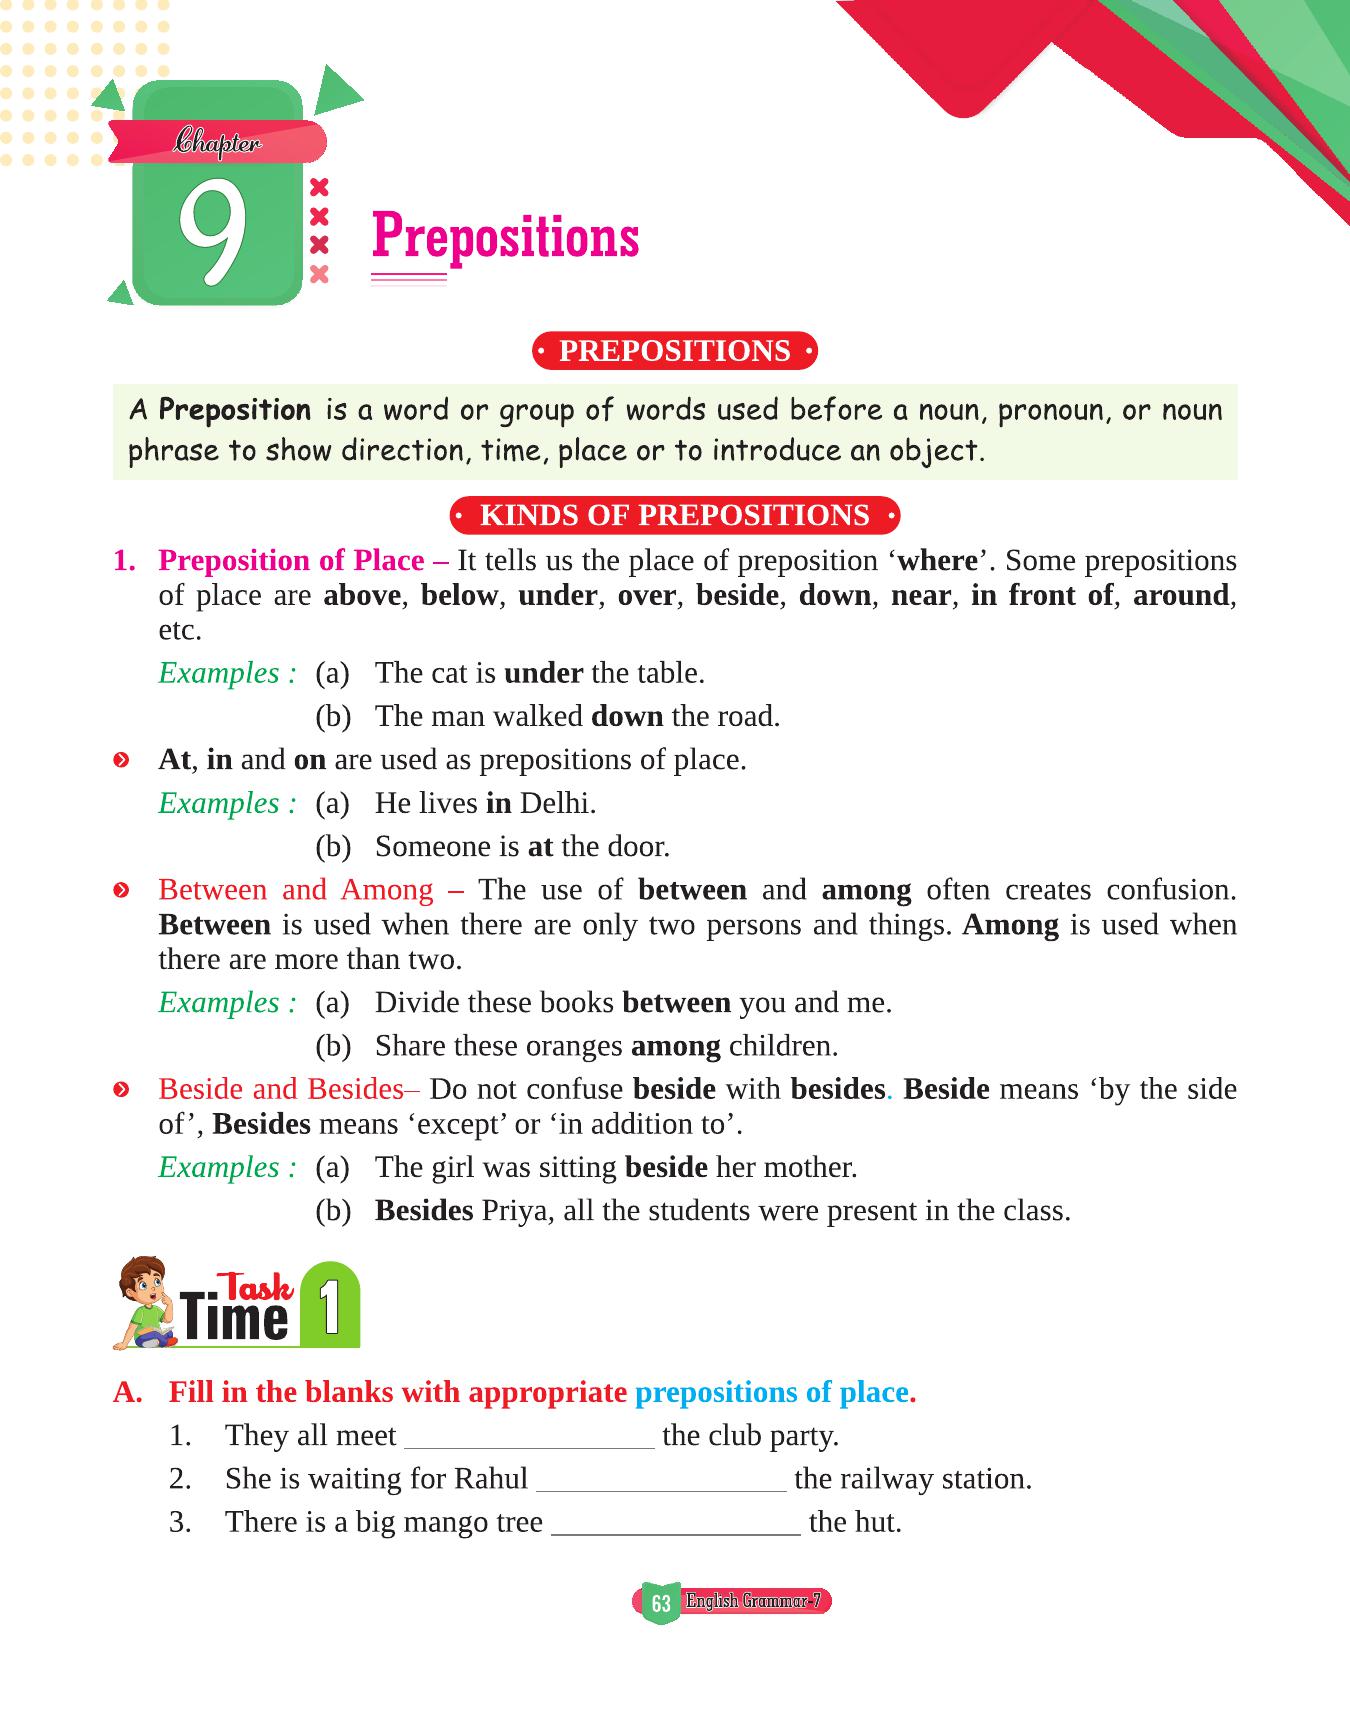 Chapter
9
Prepositions
PREPOSITIONS
A Preposition is a word or group of words used before a noun, pronoun, or noun
phrase to show direction, time, place or to introduce an object.
KINDS OF PREPOSITIONS
1. Preposition of Place – It tells us the place of preposition ‘where’. Some prepositions
of place are above, below, under, over, beside, down, near, in front of, around,
etc.
Examples : (a) The cat is under the table.
(b) The man walked down the road.
At, in and on are used as prepositions of place.
Examples : (a) He lives in Delhi.
(b) Someone is at the door.
Between and Among – The use of between and among often creates confusion.
Between is used when there are only two persons and things. Among is used when
there are more than two.
Examples : (a) Divide these books between you and me.
(b) Share these oranges among children.
Beside and Besides– Do not confuse beside with besides. Beside means ‘by the side
of’, Besides means ‘except’ or ‘in addition to’.
Examples : (a) The girl was sitting beside her mother.
(b) Besides Priya, all the students were present in the class.
Task
Time 1
A. Fill in the blanks with appropriate prepositions of place.
1. They all meet ________________ the club party.
2. She is waiting for Rahul ________________ the railway station.
3. There is a big mango tree ________________ the hut.
63 English Grammar-7